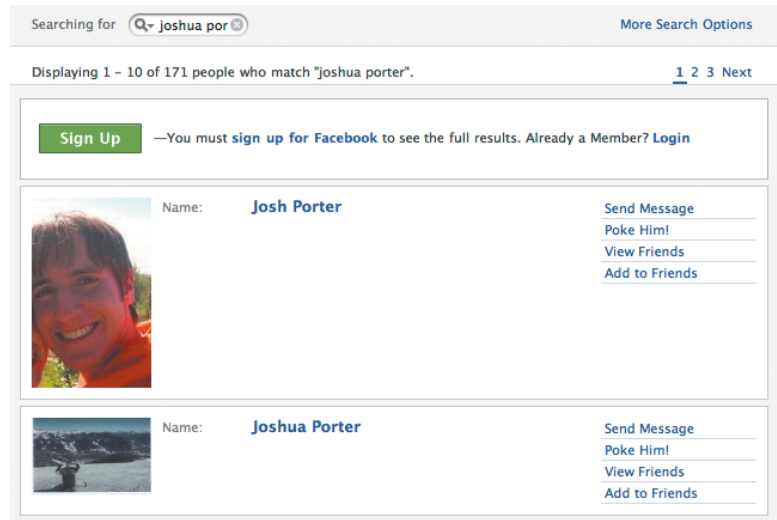 Searching for joshua por More Search Options
Displaying 1 – 10 of 171 people who match "joshua porter". 1 2 3 Next
Sign Up —You must sign up for Facebook to see the full results. Already a Member? Login
Name: Josh Porter
Send Message
Poke Him!
View Friends
Add to Friends
Name: Joshua Porter
Send Message
Poke Him!
View Friends
Add to Friends